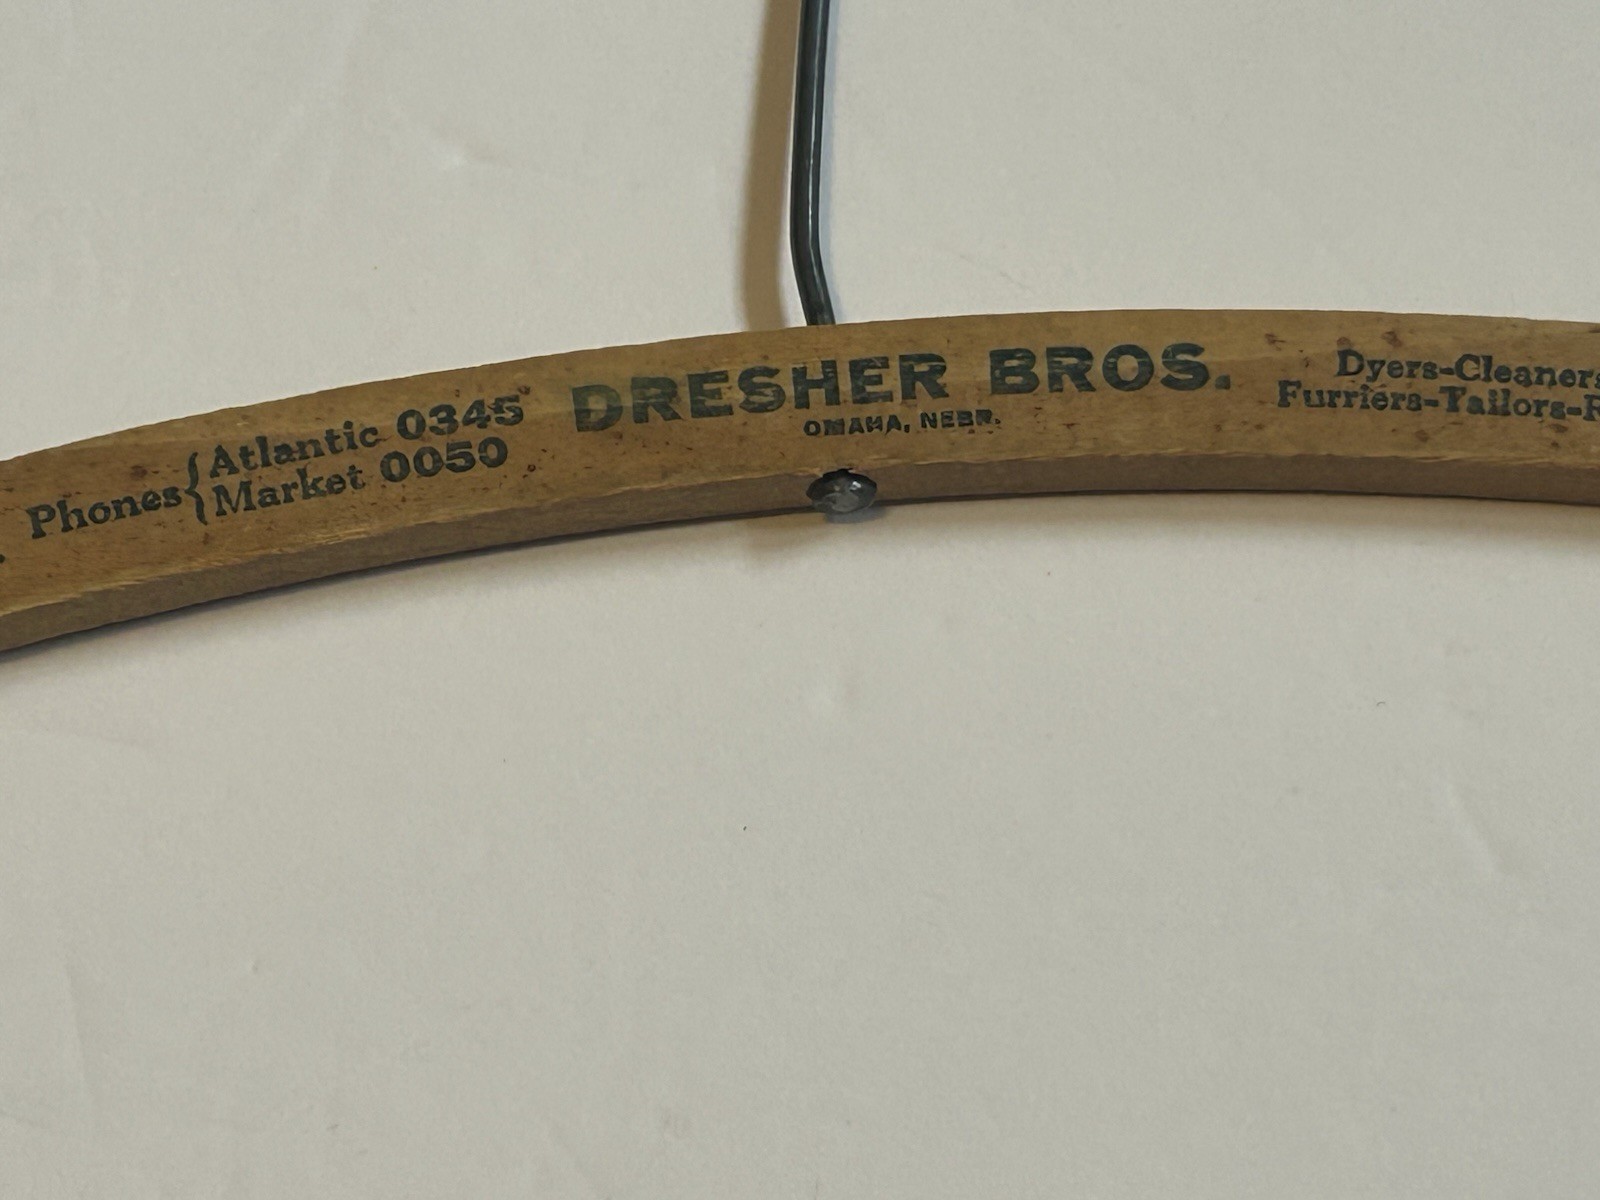 Phones { Atlantic 0345
Market 0050
DRESHER BROS.
OMAHA, NEBR.
Dyers-Cleaners
Furriers-Tailors-